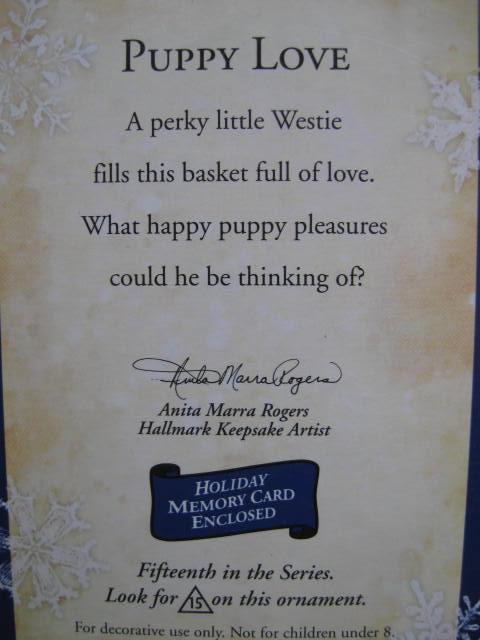 PUPPY LOVE
A perky little Westie
fills this basket full of love.
What happy puppy pleasures
could he be thinking of?
Anita Marra Rogers
Anita Marra Rogers
Hallmark Keepsake Artist
HOLIDAY
MEMORY CARD
ENCLOSED
Fifteenth in the Series.
Look for 15 on this ornament.
For decorative use only. Not for children under 8.